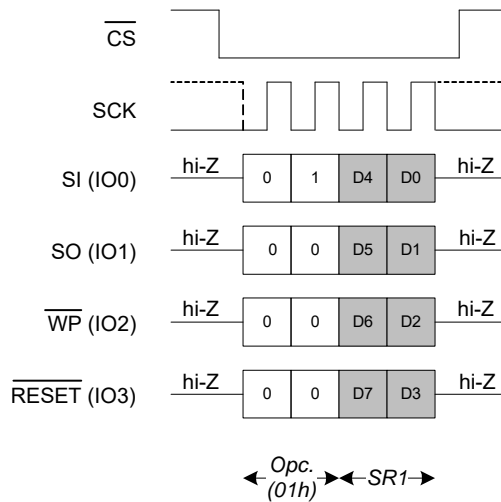 CS
SCK
hi-Z hi-Z
SI (IO0) 0 1 D4 D0
hi-Z hi-Z
SO (IO1) 0 0 D5 D1
hi-Z hi-Z
WP (IO2) 0 0 D6 D2
hi-Z hi-Z
RESET (IO3) 0 0 D7 D3
Opc. SR1
(01h)